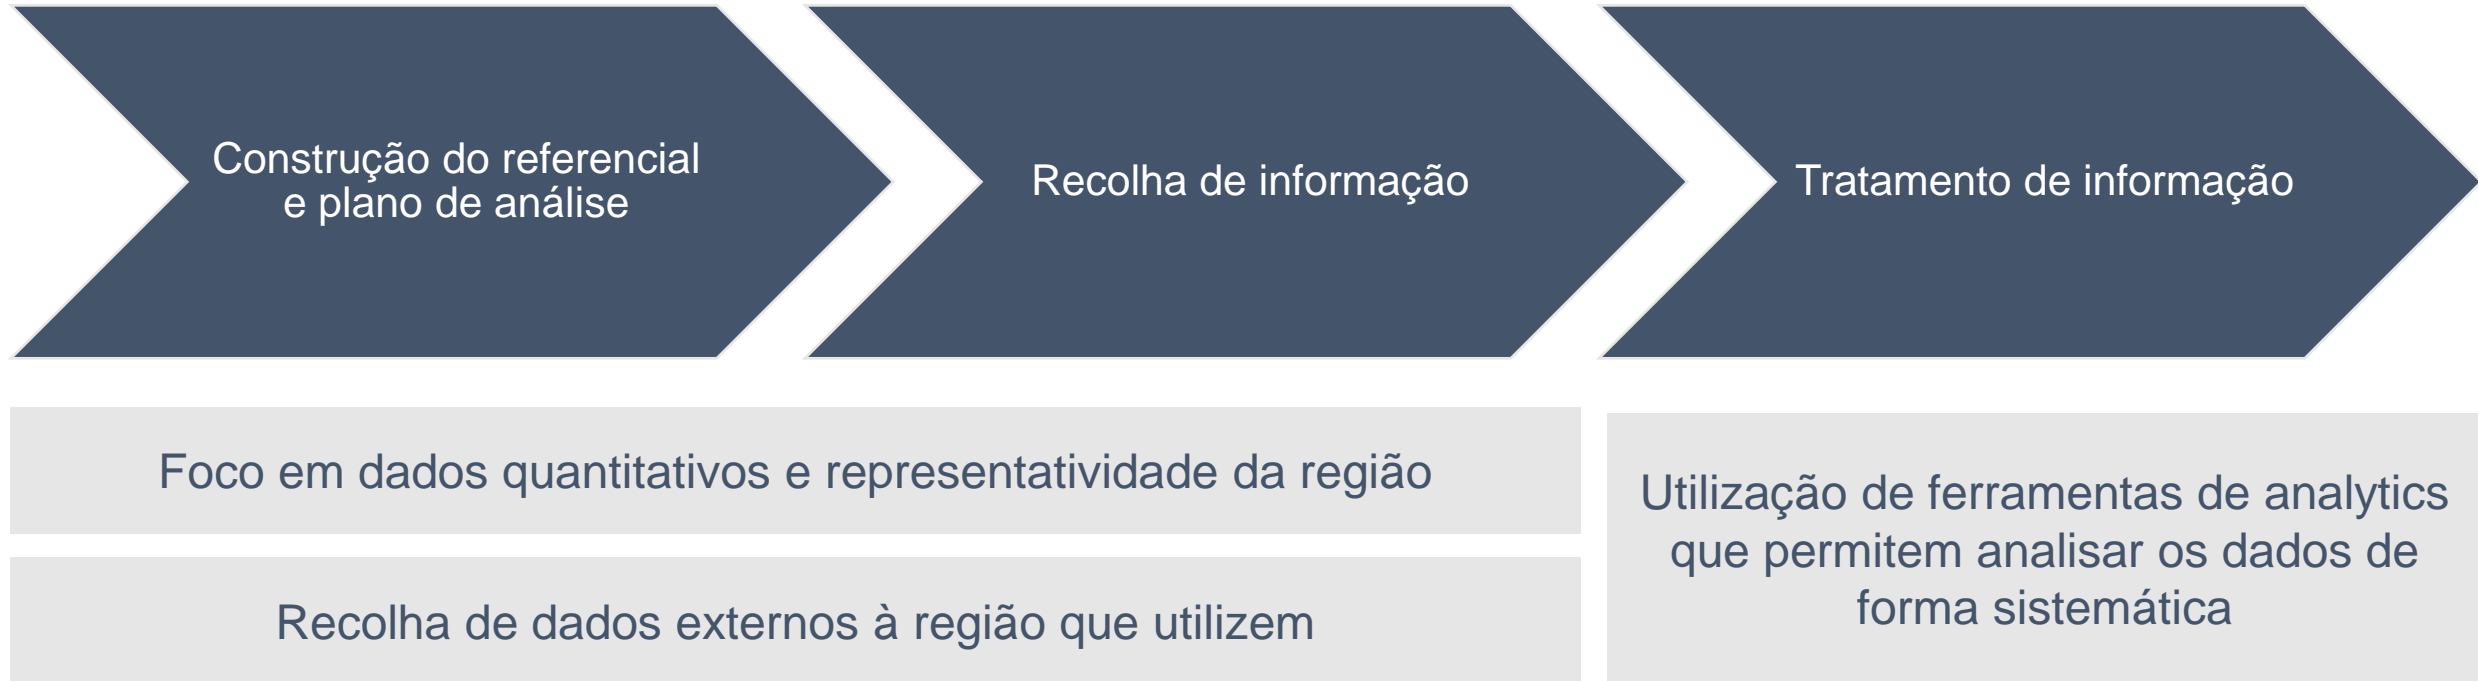 Construção do referencial
e plano de análise
Recolha de informação
Tratamento de informação
Foco em dados quantitativos e representatividade da região
Recolha de dados externos à região que utilizem
Utilização de ferramentas de analytics
que permitem analisar os dados de
forma sistemática